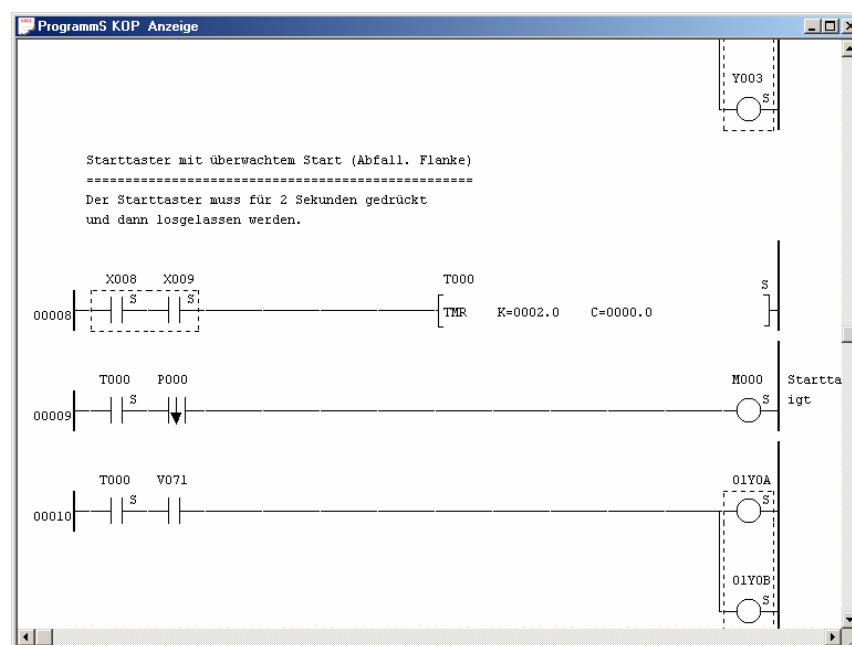 ProgrammS KOP Anzeige
Y003
S
Starttaster mit überwachtem Start (Abfall. Flanke)
==================================================
Der Starttaster muss für 2 Sekunden gedrückt
und dann losgelassen werden.
X008 X009 T000 S
S S
00008 TMR K=0002.0 C=0000.0
T000 P000 M000 Startta
S S igt
00009
T000 V071 01Y0A
S S
00010
01Y0B
S